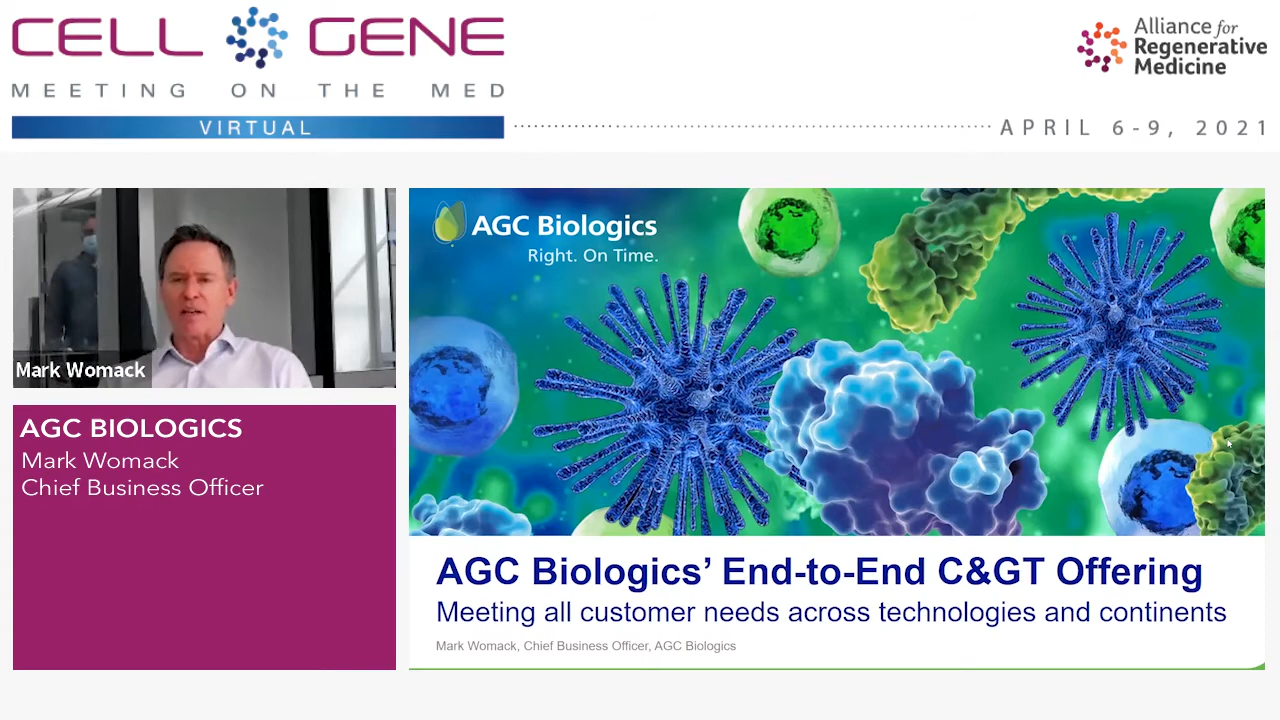 CELL GENE
MEETING ON THE MED
VIRTUAL
APRIL 6-9, 2021
Alliance for
Regenerative
Medicine
Mark Womack
AGC BIOLOGICS
Mark Womack
Chief Business Officer
AGC Biologics
Right. On Time.
AGC Biologics’ End-to-End C&GT Offering
Meeting all customer needs across technologies and continents
Mark Womack, Chief Business Officer, AGC Biologics